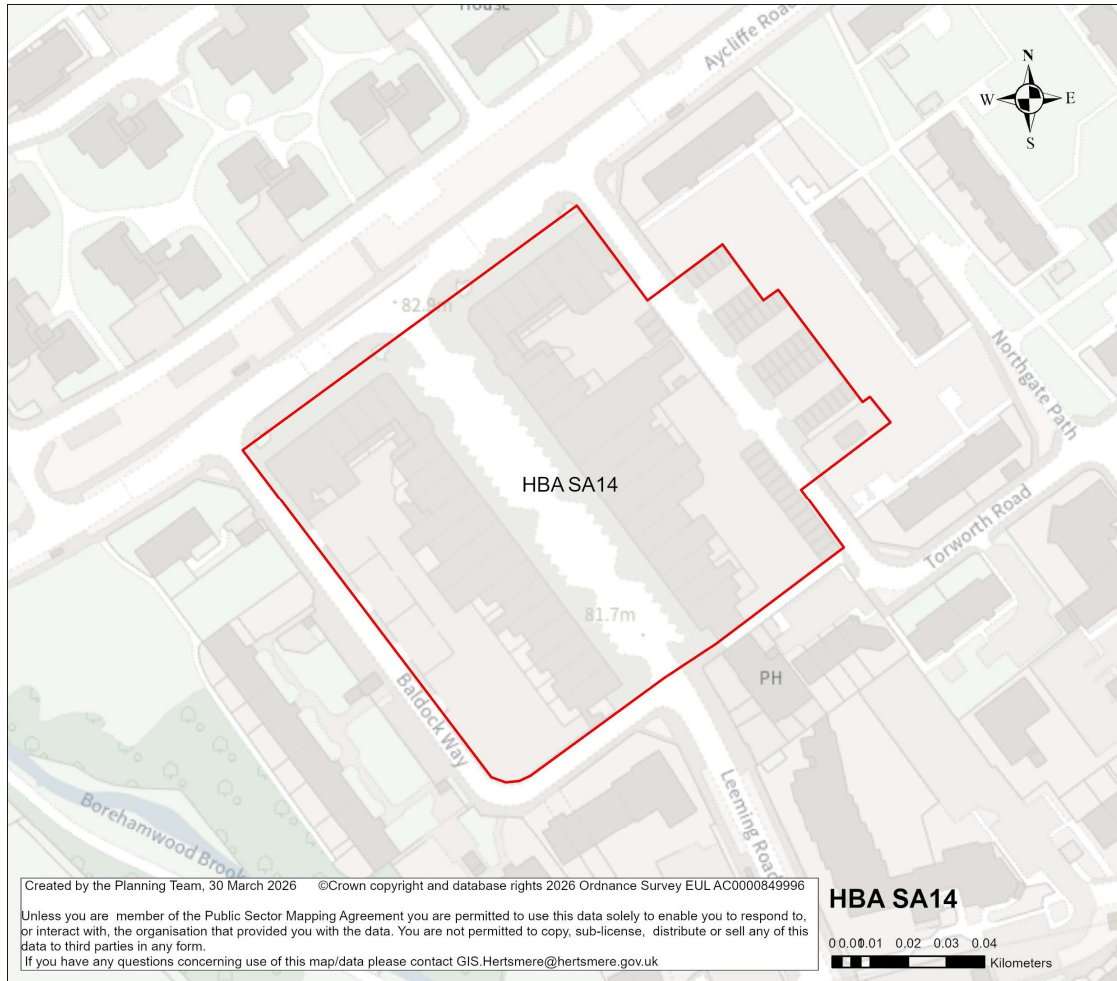 House
Aycliffe Road
N
W E
S
82.9m
Northgate Path
HBA SA14
Torworth Road
81.7m
PH
Baldock Way
Leeming Road
Borehamwood Brook
Created by the Planning Team, 30 March 2026 ©Crown copyright and database rights 2026 Ordnance Survey EUL AC0000849996
Unless you are member of the Public Sector Mapping Agreement you are permitted to use this data solely to enable you to respond to,
or interact with, the organisation that provided you with the data. You are not permitted to copy, sub-license, distribute or sell any of this
data to third parties in any form.
If you have any questions concerning use of this map/data please contact GIS.Hertsmere@hertsmere.gov.uk
HBA SA14
0 0.005 0.01 0.02 0.03 0.04
Kilometers